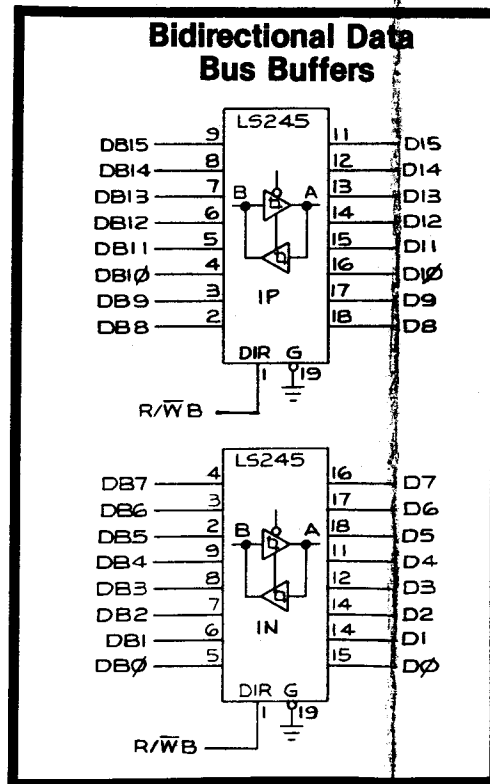 Bidirectional Data
Bus Buffers
LS245
DB15 9 11 D15
DB14 8 12 D14
DB13 7 13 D13
DB12 6 B A 14 D12
DB11 5 15 D11
DB1Ø 4 16 D1Ø
DB9 3 1P 17 D9
DB8 2 18 D8
DIR G
1 19
R/W̅B
LS245
DB7 4 16 D7
DB6 3 17 D6
DB5 2 B A 18 D5
DB4 9 11 D4
DB3 8 12 D3
DB2 7 14 D2
DB1 6 1N 14 D1
DBØ 5 15 DØ
DIR G
1 19
R/W̅B